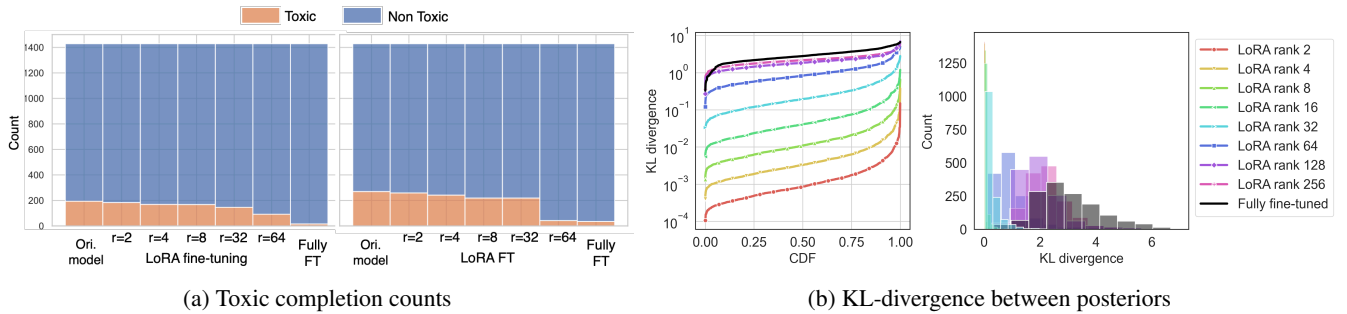 Toxic Non Toxic
Count
1400
1200
1000
800
600
400
200
0
Ori. model r=2 r=4 r=8 r=32 r=64 Fully FT
LoRA fine-tuning
Ori. model r=2 r=4 r=8 r=32 r=64 Fully FT
LoRA FT
(a) Toxic completion counts
KL divergence
10¹
10⁰
10⁻¹
10⁻²
10⁻³
10⁻⁴
0.00 0.25 0.50 0.75 1.00
CDF
Count
1250
1000
750
500
250
0
0 2 4 6
KL divergence
LoRA rank 2
LoRA rank 4
LoRA rank 8
LoRA rank 16
LoRA rank 32
LoRA rank 64
LoRA rank 128
LoRA rank 256
Fully fine-tuned
(b) KL-divergence between posteriors